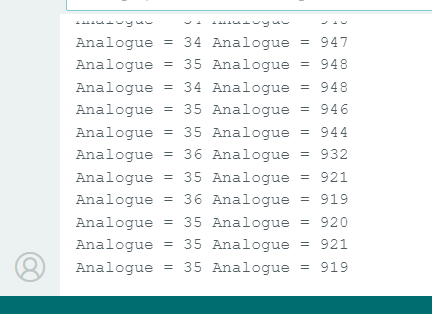 Analogue = 34 Analogue = 947
Analogue = 35 Analogue = 948
Analogue = 34 Analogue = 948
Analogue = 35 Analogue = 946
Analogue = 35 Analogue = 944
Analogue = 36 Analogue = 932
Analogue = 35 Analogue = 921
Analogue = 36 Analogue = 919
Analogue = 35 Analogue = 920
Analogue = 35 Analogue = 921
Analogue = 35 Analogue = 919